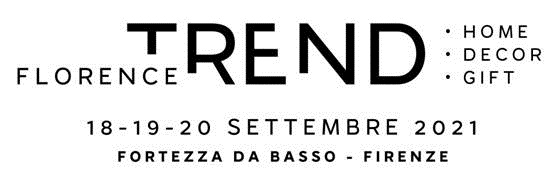 FLORENCE TREND
· HOME
· DECOR
· GIFT
18-19-20 SETTEMBRE 2021
FORTEZZA DA BASSO - FIRENZE